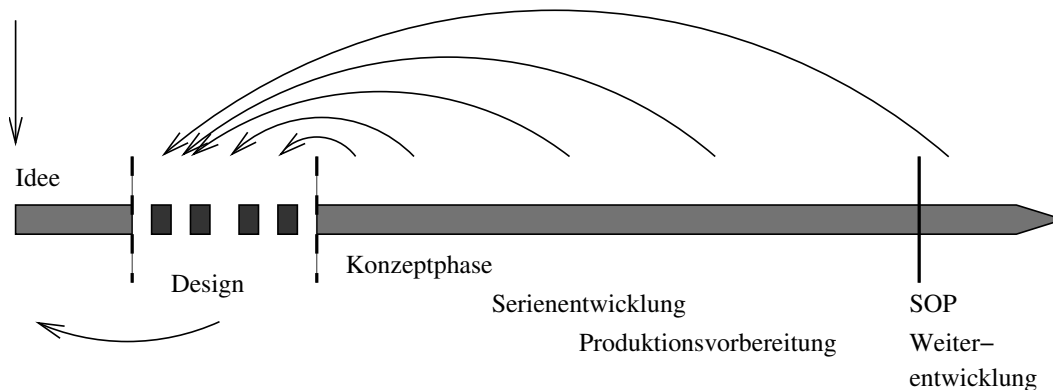 Idee
Design
Konzeptphase
Serienentwicklung
Produktionsvorbereitung
SOP
Weiter−
entwicklung